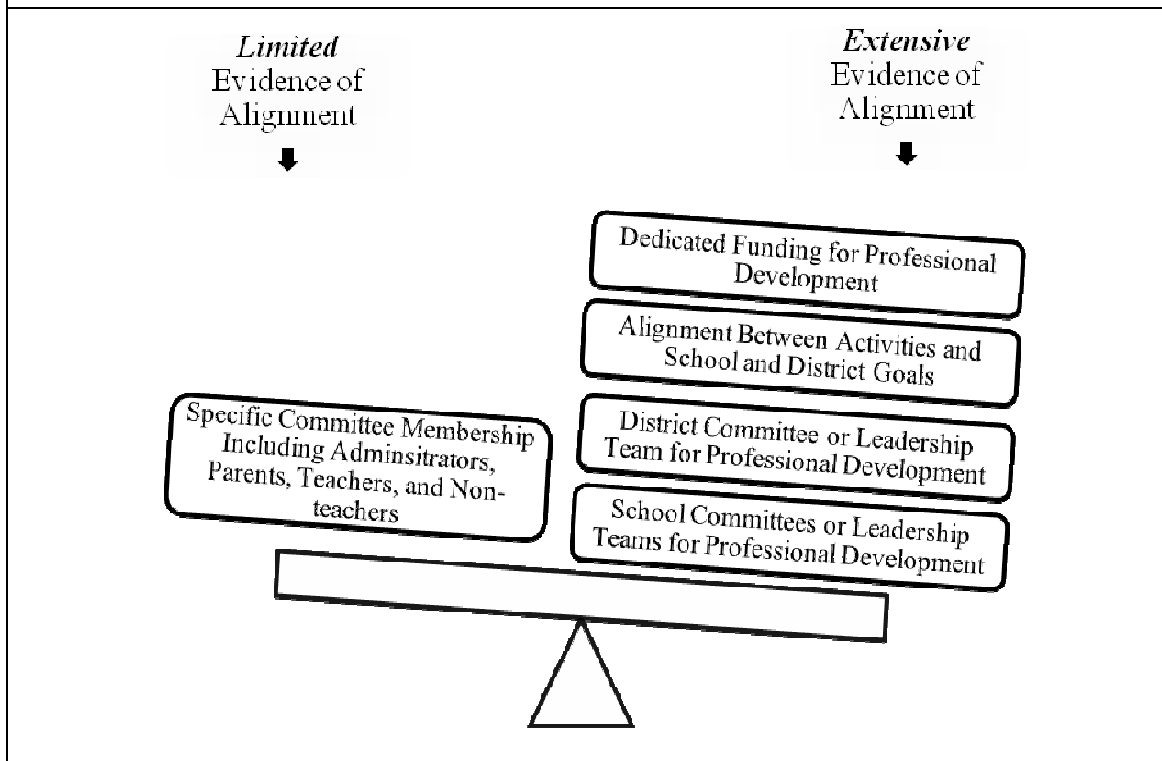 Limited
Evidence of
Alignment
Extensive
Evidence of
Alignment
Dedicated Funding for Professional
Development
Alignment Between Activities and
School and District Goals
Specific Committee Membership
Including Adminsitrators,
Parents, Teachers, and Non-
teachers
District Committee or Leadership
Team for Professional Development
School Committees or Leadership
Teams for Professional Development